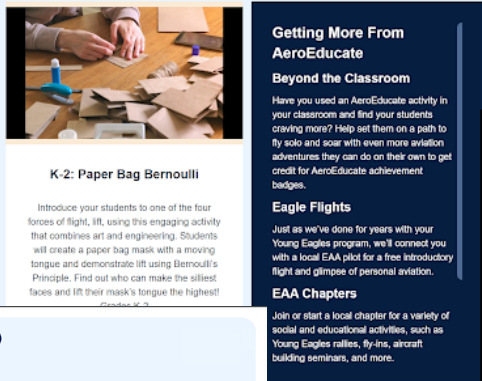 K-2: Paper Bag Bernoulli
Introduce your students to one of the four
forces of flight, lift, using this engaging activity
that combines art and engineering. Students
will create a paper bag mask with a moving
tongue and demonstrate lift using Bernoulli's
Principle. Find out who can make the silliest
faces and lift their mask's tongue the highest!
Grades K-2
Getting More From
AeroEducate
Beyond the Classroom
Have you used an AeroEducate activity in
your classroom and find your students
craving more? Help set them on a path to
fly solo and soar with even more aviation
adventures they can do on their own to get
credit for AeroEducate achievement
badges.
Eagle Flights
Just as we've done for years with your
Young Eagles program, we'll connect you
with a local EAA pilot for a free introductory
flight and glimpse of personal aviation.
EAA Chapters
Join or start a local chapter for a variety of
social and educational activities, such as
Young Eagles rallies, fly-ins, aircraft
building seminars, and more.